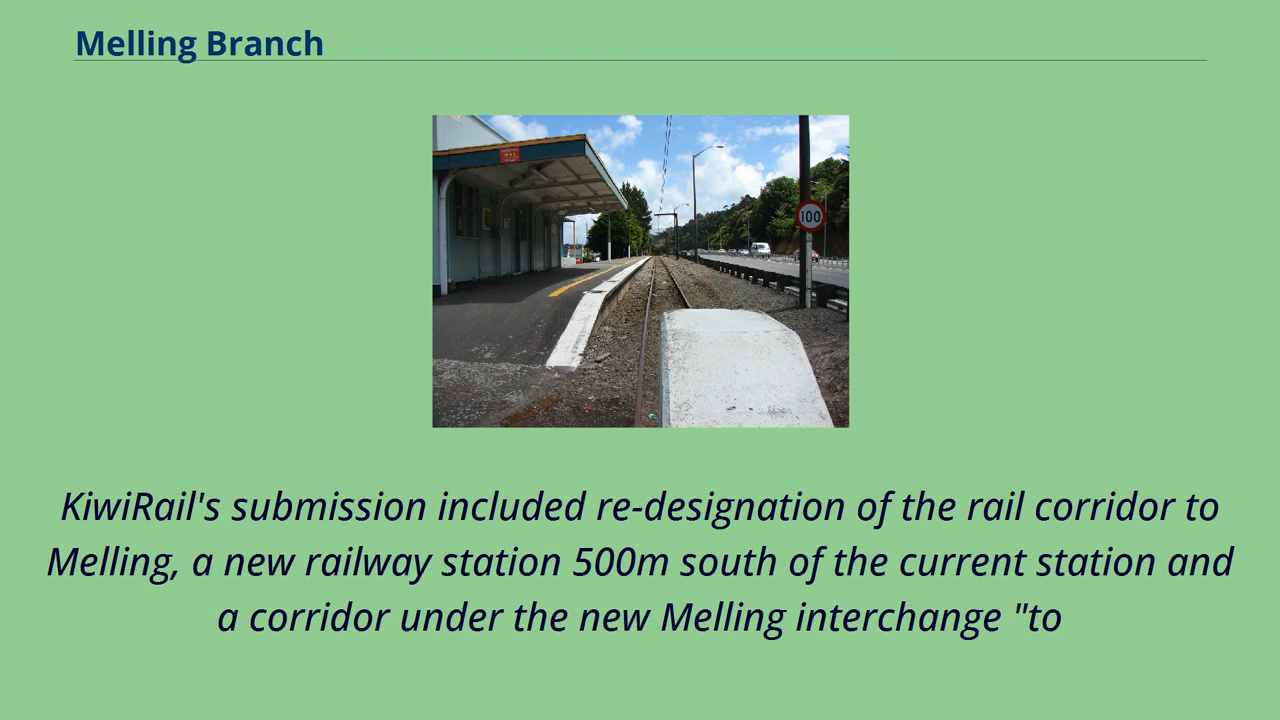 Melling Branch
100
KiwiRail's submission included re-designation of the rail corridor to
Melling, a new railway station 500m south of the current station and
a corridor under the new Melling interchange "to